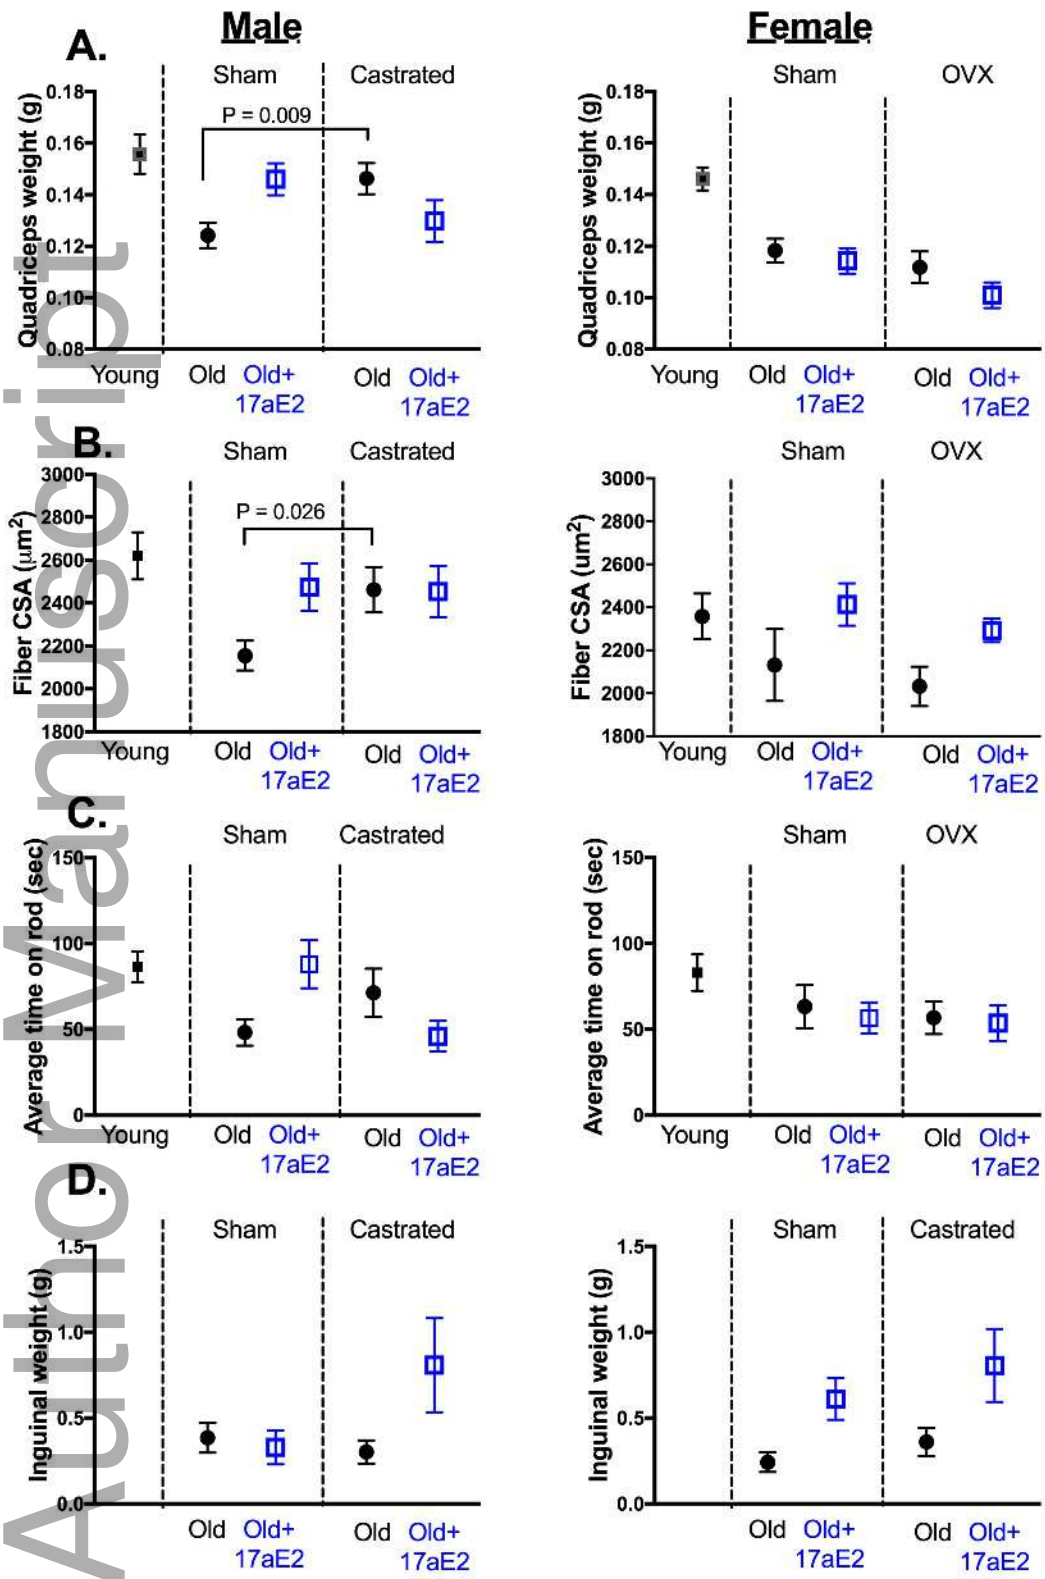 Male
Female
A.
Sham
Castrated
Sham
OVX
Quadriceps weight (g)
0.18
0.16
0.14
0.12
0.10
0.08
P = 0.009
Young
Old
Old+
17aE2
Old
Old+
17aE2
Quadriceps weight (g)
0.18
0.16
0.14
0.12
0.10
0.08
Young
Old
Old+
17aE2
Old
Old+
17aE2
B.
Sham
Castrated
Sham
OVX
Fiber CSA (μm²)
3000
2800
2600
2400
2200
2000
1800
P = 0.026
Young
Old
Old+
17aE2
Old
Old+
17aE2
Fiber CSA (um²)
3000
2800
2600
2400
2200
2000
1800
Young
Old
Old+
17aE2
Old
Old+
17aE2
C.
Sham
Castrated
Sham
OVX
Average time on rod (sec)
150
100
50
0
Young
Old
Old+
17aE2
Old
Old+
17aE2
Average time on rod (sec)
150
100
50
0
Young
Old
Old+
17aE2
Old
Old+
17aE2
D.
Sham
Castrated
Sham
Castrated
Inguinal weight (g)
1.5
1.0
0.5
0.0
Old
Old+
17aE2
Old
Old+
17aE2
Inguinal weight (g)
1.5
1.0
0.5
0.0
Old
Old+
17aE2
Old
Old+
17aE2
Author Manuscript